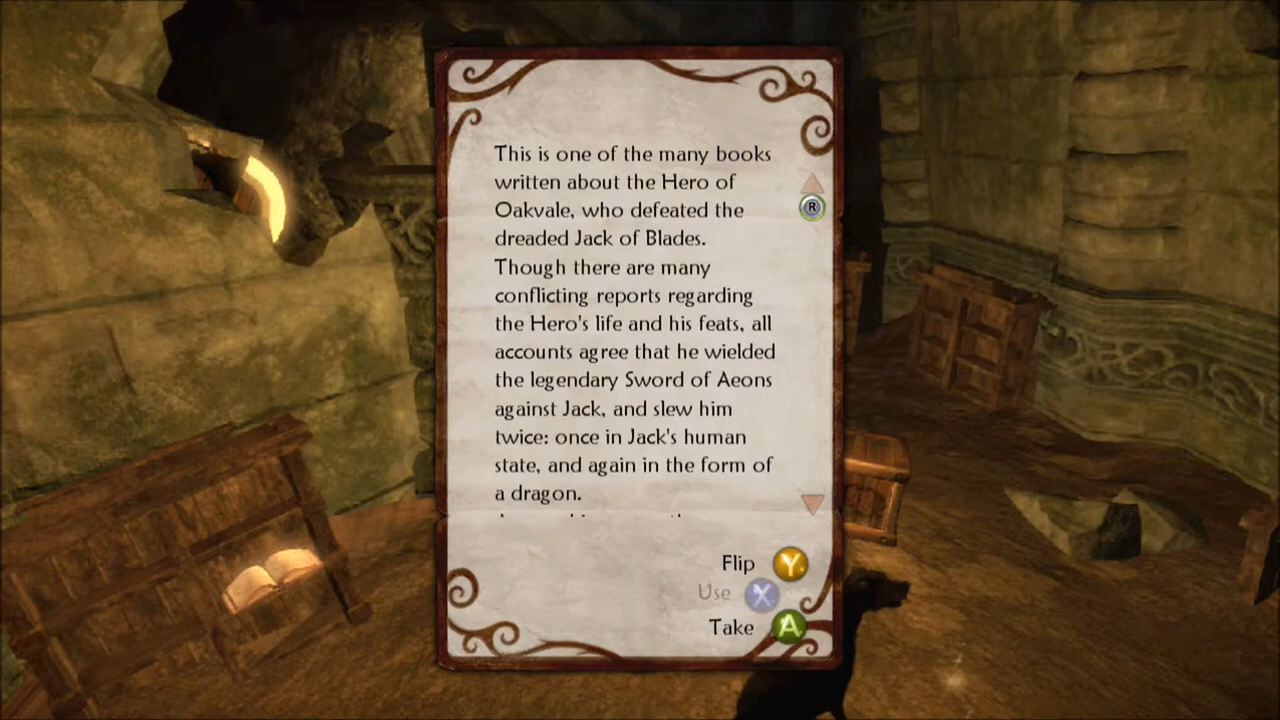 This is one of the many books
written about the Hero of
Oakvale, who defeated the
dreaded Jack of Blades.
Though there are many
conflicting reports regarding
the Hero's life and his feats, all
accounts agree that he wielded
the legendary Sword of Aeons
against Jack, and slew him
twice: once in Jack's human
state, and again in the form of
a dragon.
R
Flip Y
Use X
Take A